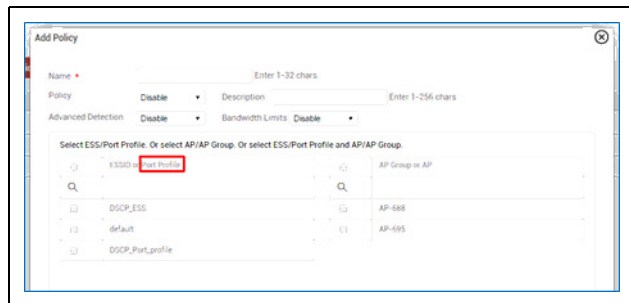 Add Policy
Name * Enter 1-32 chars
Policy Disable Description Enter 1-256 chars
Advanced Detection Disable Bandwidth Limits Disable
Select ESS/Port Profile. Or select AP/AP Group. Or select ESS/Port Profile and AP/AP Group.
ESSID or Port Profile AP Group or AP
DSCP_ESS AP-688
default AP-695
DSCP_Port_profile